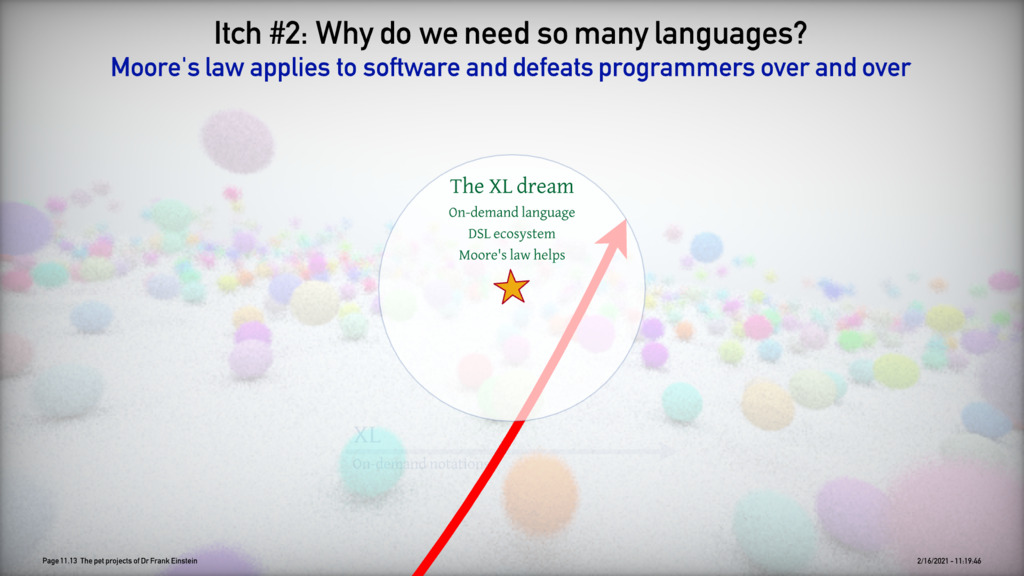 Itch #2: Why do we need so many languages?
Moore's law applies to software and defeats programmers over and over
The XL dream
On-demand language
DSL ecosystem
Moore's law helps
XL
On-demand notation
Page 11.13 The pet projects of Dr Frank Einstein
2/16/2021 - 11:19:46